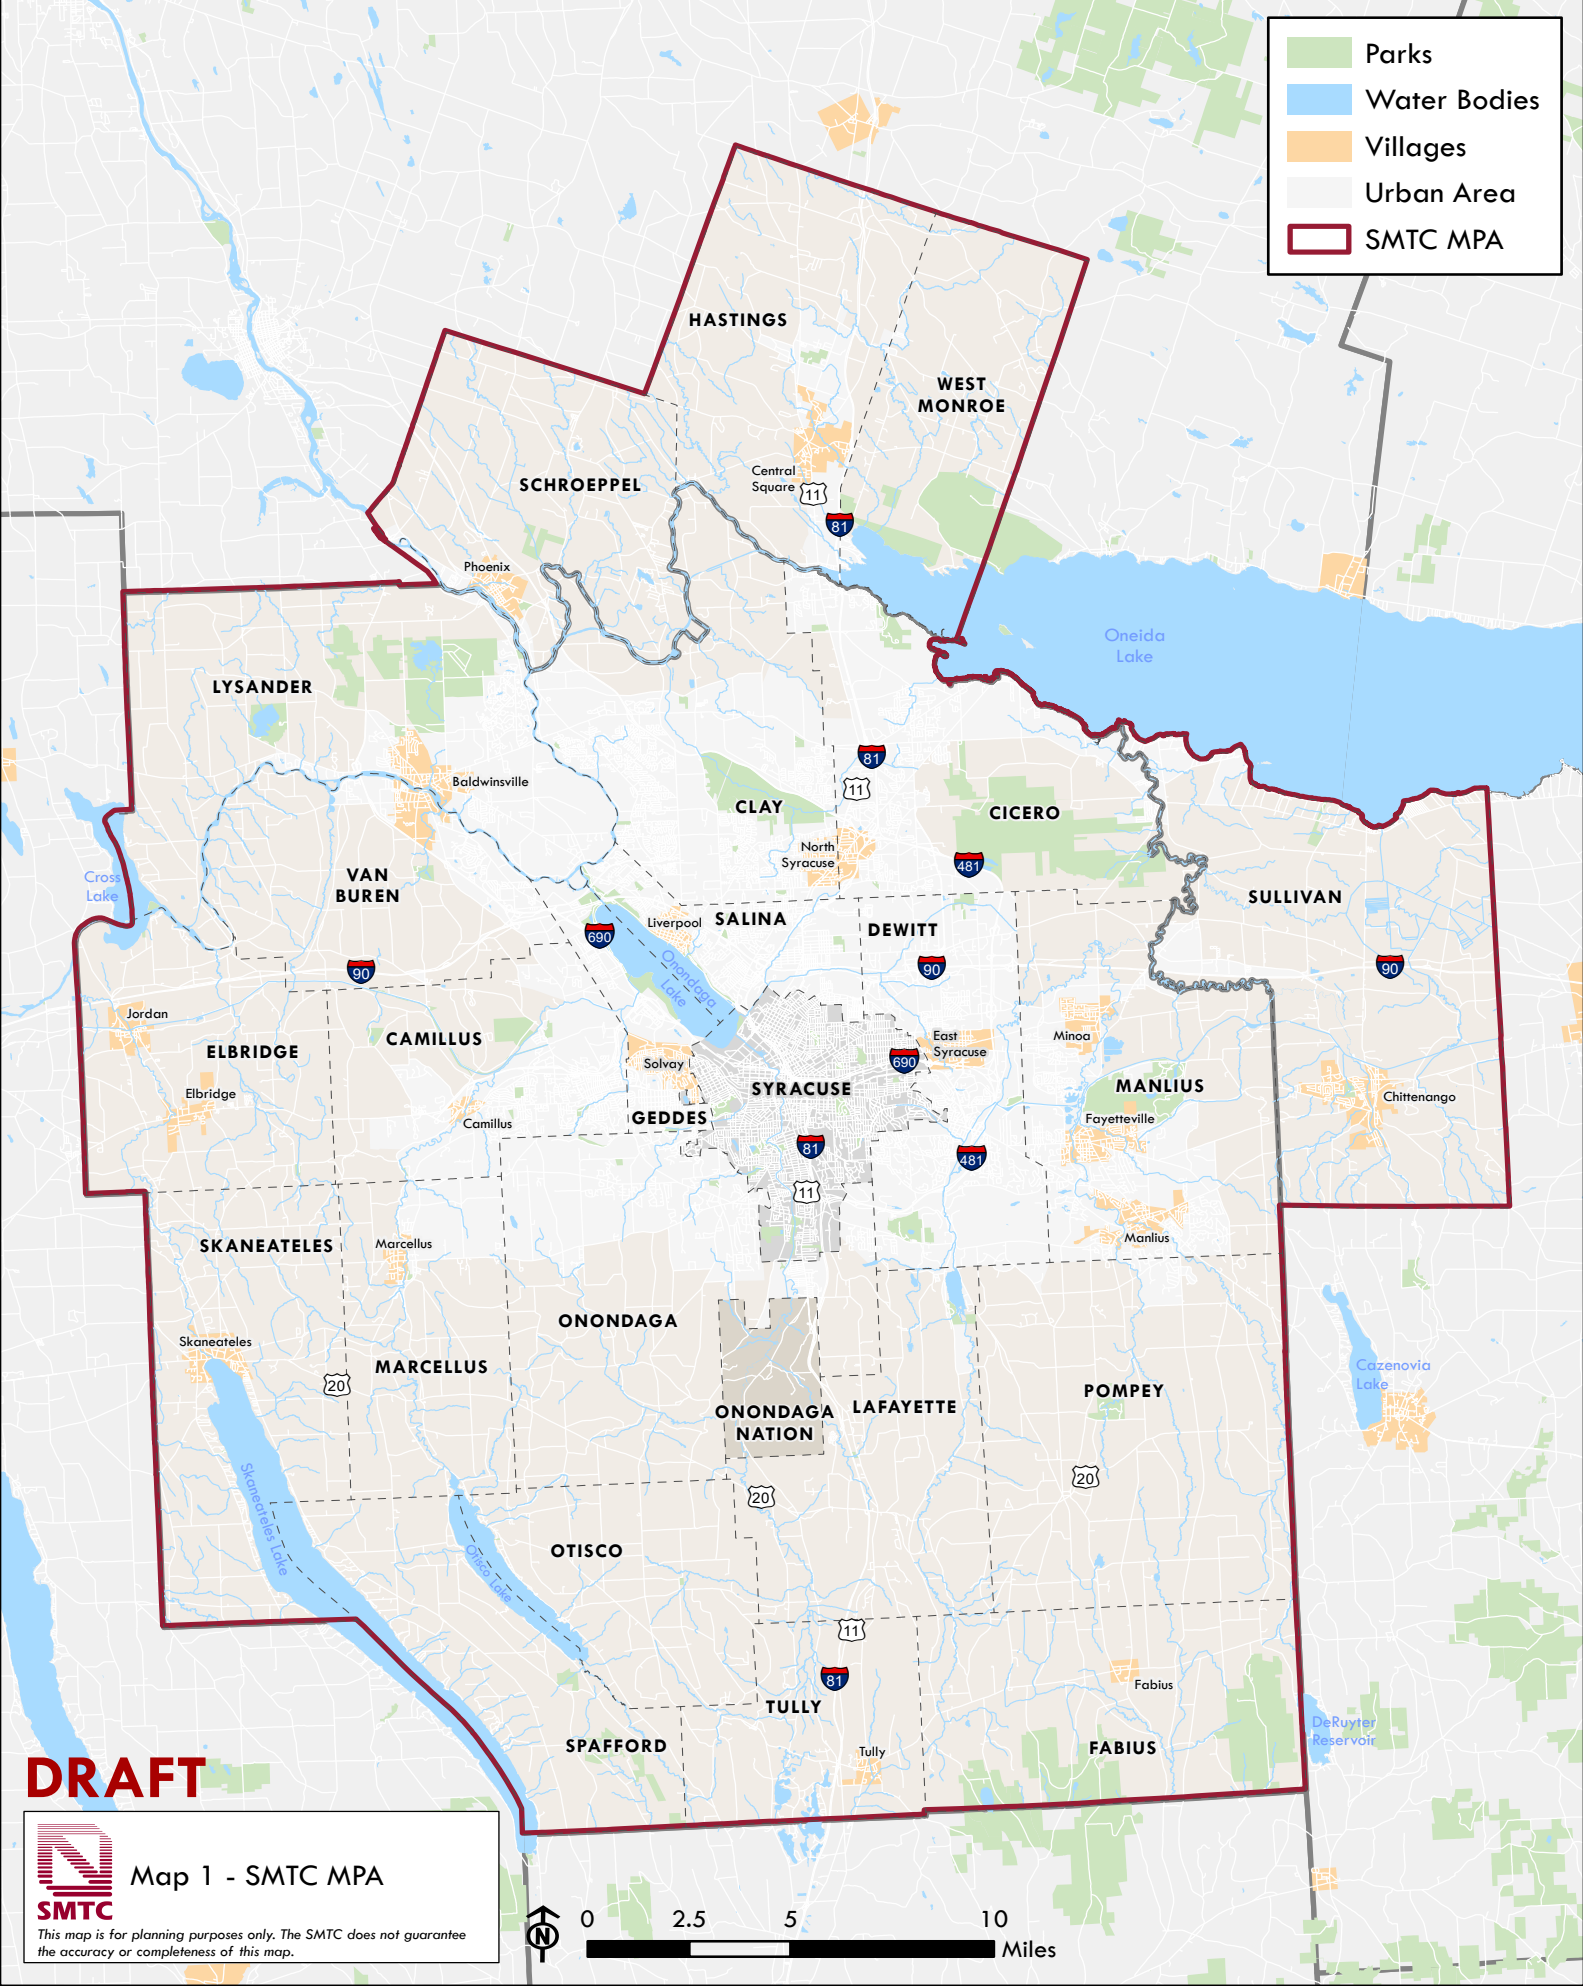 Parks
Water Bodies
Villages
Urban Area
SMTC MPA
HASTINGS
WEST
MONROE
Central
Square
11
SCHROEPPEL
81
Phoenix
Oneida
Lake
LYSANDER
81
11
Baldwinsville
CLAY
CICERO
North
Syracuse
481
VAN
BUREN
Cross
Lake
SULLIVAN
Liverpool
SALINA
DEWITT
690
90
90
90
Onondaga
Lake
Jordan
CAMILLUS
ELBRIDGE
East
Syracuse
Minoa
Solvay
690
SYRACUSE
MANLIUS
Elbridge
Camillus
GEDDES
Fayetteville
Chittenango
81
481
11
SKANEATELES
Marcellus
Manlius
ONONDAGA
Skaneateles
MARCELLUS
20
Cazenovia
Lake
POMPEY
ONONDAGA
NATION
LAFAYETTE
20
20
Skaneateles Lake
OTISCO
Otisco Lake
11
81
Fabius
TULLY
DeRuyter
Reservoir
SPAFFORD
Tully
FABIUS
DRAFT
SMTC
Map 1 - SMTC MPA
This map is for planning purposes only. The SMTC does not guarantee
the accuracy or completeness of this map.
N
0 2.5 5 10
Miles